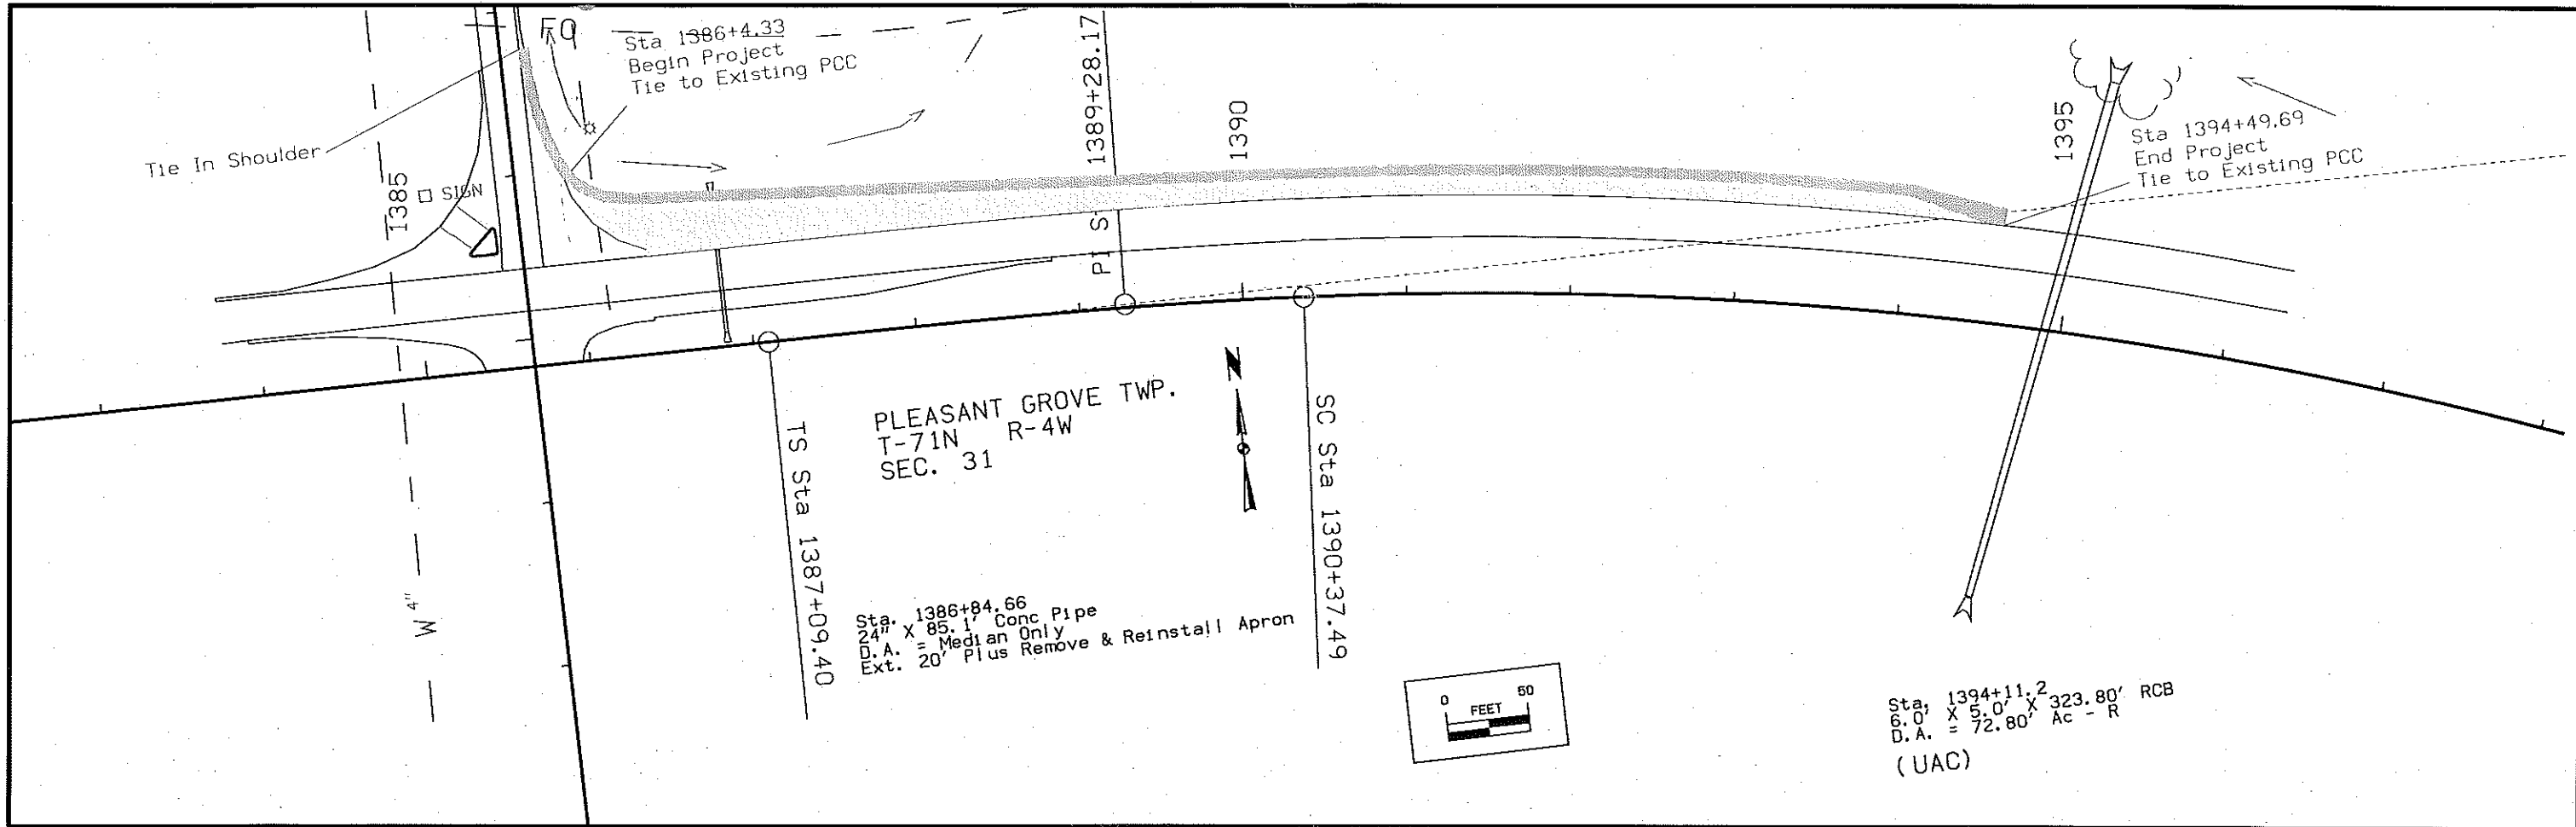 FO
Sta 1386+4.33
Begin Project
Tie to Existing PCC
Tie In Shoulder
1385
SIGN
PI S
1389+28.17
1390
1395
Sta 1394+49.69
End Project
Tie to Existing PCC
N
PLEASANT GROVE TWP.
T-71N R-4W
SEC. 31
TS Sta 1387+09.40
SC Sta 1390+37.49
W 4"
Sta. 1386+84.66
24" X 85.1' Conc Pipe
D.A. = Median Only
Ext. 20' Plus Remove & Reinstall Apron
0 50
FEET
Sta. 1394+11.2
6.0' X 5.0' X 323.80' RCB
D.A. = 72.80' Ac - R
(UAC)